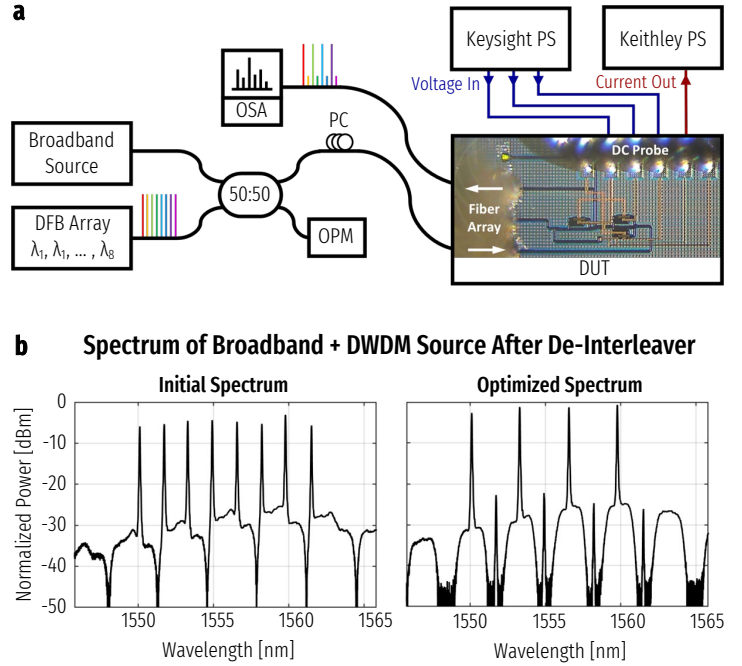 a
Keysight PS
Keithley PS
Voltage In
Current Out
OSA
PC
DC Probe
Broadband
Source
50:50
Fiber
Array
DFB Array
λ1, λ1, ... , λ8
OPM
DUT
b
Spectrum of Broadband + DWDM Source After De-Interleaver
Initial Spectrum
Optimized Spectrum
Normalized Power [dBm]
0
-10
-20
-30
-40
-50
1550
1555
1560
1565
1550
1555
1560
1565
Wavelength [nm]
Wavelength [nm]